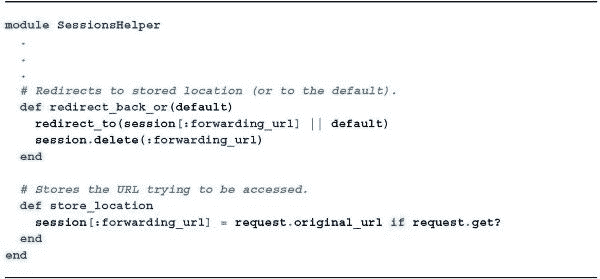 module SessionsHelper
  .
  .
  .
  # Redirects to stored location (or to the default).
  def redirect_back_or(default)
    redirect_to(session[:forwarding_url] || default)
    session.delete(:forwarding_url)
  end

  # Stores the URL trying to be accessed.
  def store_location
    session[:forwarding_url] = request.original_url if request.get?
  end
end